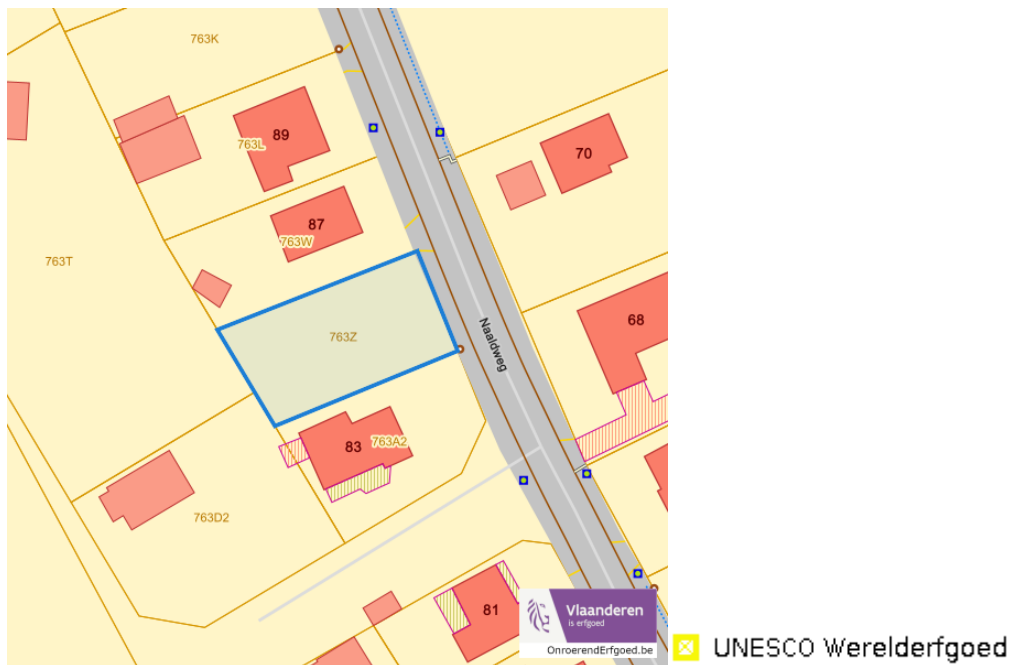 763K
89
763L
70
87
763W
763T
763Z
Naaldweg
68
83
763A2
763D2
81
Vlaanderen
is erfgoed
OnroerendErfgoed.be
UNESCO Werelderfgoed